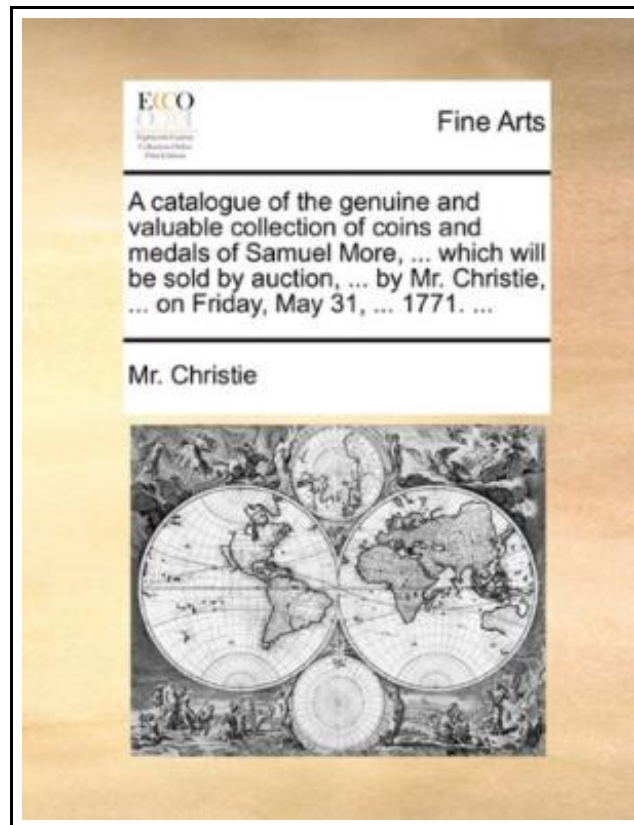 ECCO
Fine Arts
A catalogue of the genuine and
valuable collection of coins and
medals of Samuel More, ... which will
be sold by auction, ... by Mr. Christie,
... on Friday, May 31, ... 1771. ...
Mr. Christie